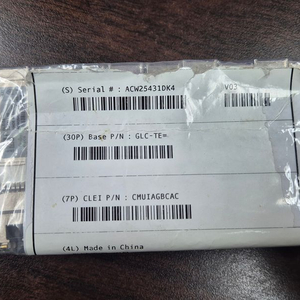 (S) Serial # : ACW25431DK4
V03
(30P) Base P/N : GLC-TE=
(7P) CLEI P/N : CMUIAGBCAC
(4L) Made in China